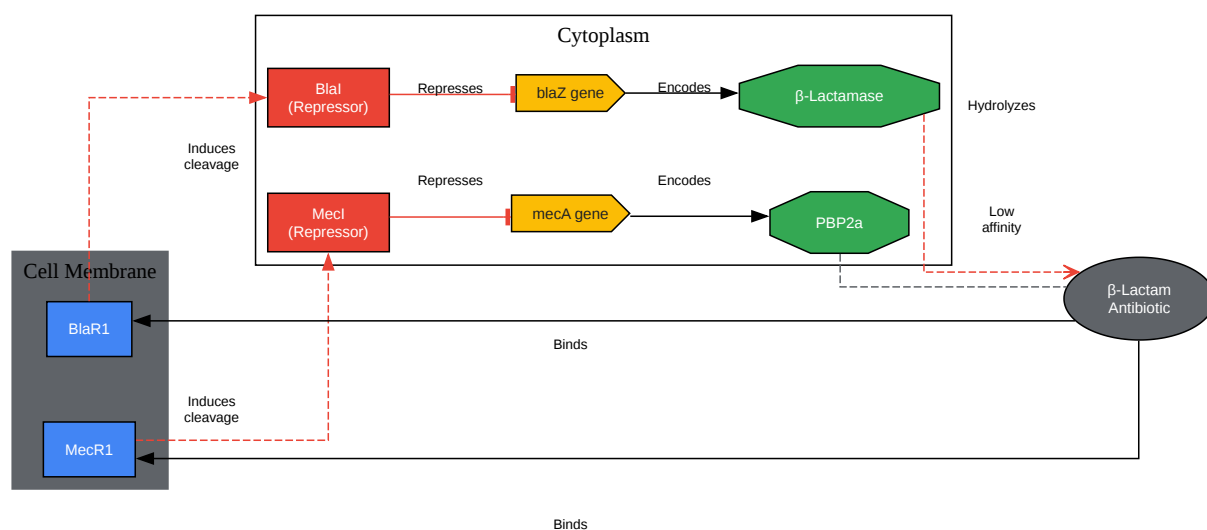 Cytoplasm
BlaI
(Repressor)
Represses
blaZ gene
Encodes
β-Lactamase
Hydrolyzes
Induces
cleavage
MecI
(Repressor)
Represses
mecA gene
Encodes
PBP2a
Low
affinity
Cell Membrane
BlaR1
β-Lactam
Antibiotic
Binds
Induces
cleavage
MecR1
Binds